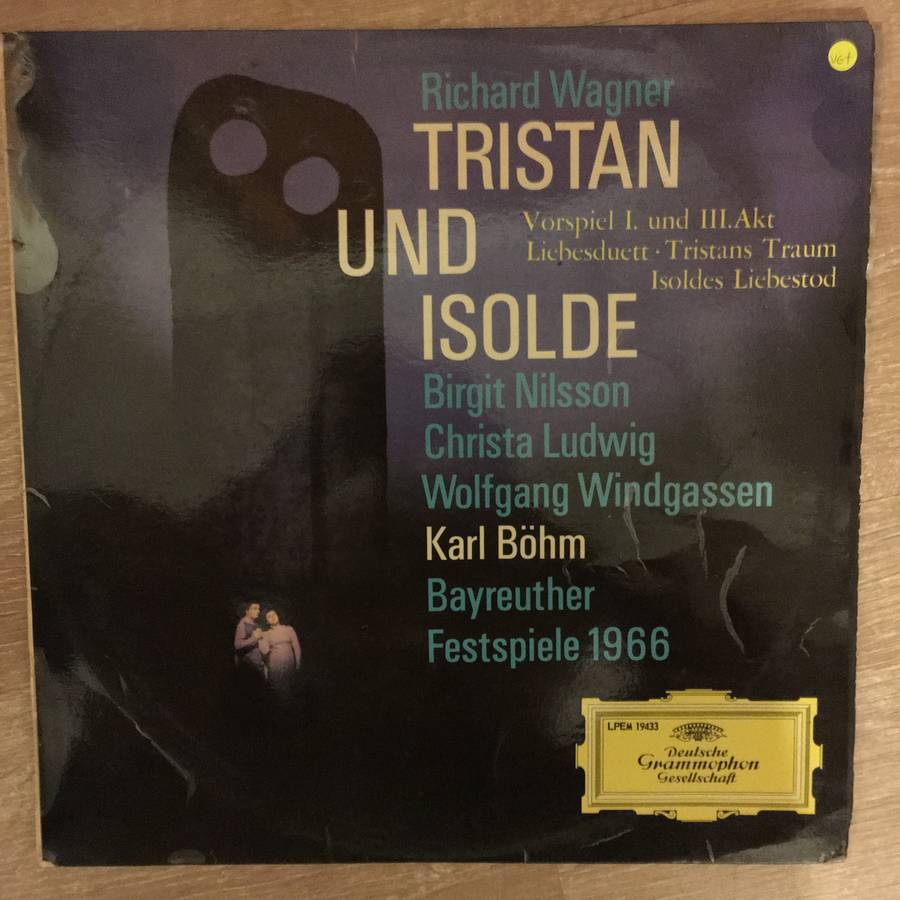 VG+
Richard Wagner
TRISTAN
UND
Vorspiel I. und III.Akt
Liebesduett · Tristans Traum
Isoldes Liebestod
ISOLDE
Birgit Nilsson
Christa Ludwig
Wolfgang Windgassen
Karl Böhm
Bayreuther
Festspiele 1966
LPEM 19433
Deutsche
Grammophon
Gesellschaft